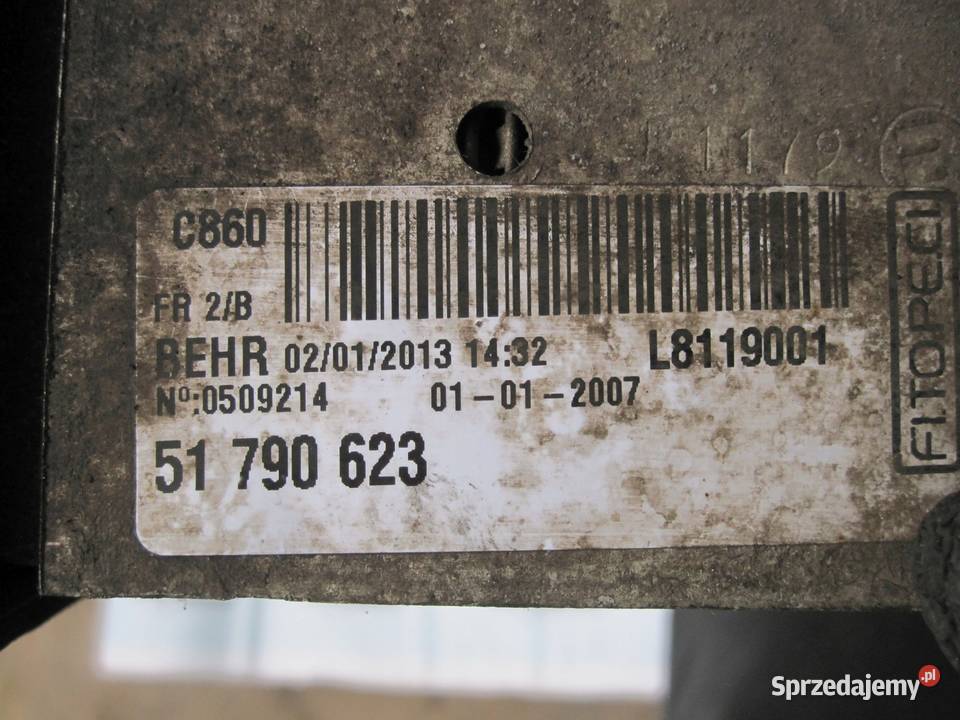 C860
FR 2/B
BEHR 02/01/2013 14:32 L8119001
Nº:0509214 01-01-2007
51 790 623
Sprzedajemy.pl